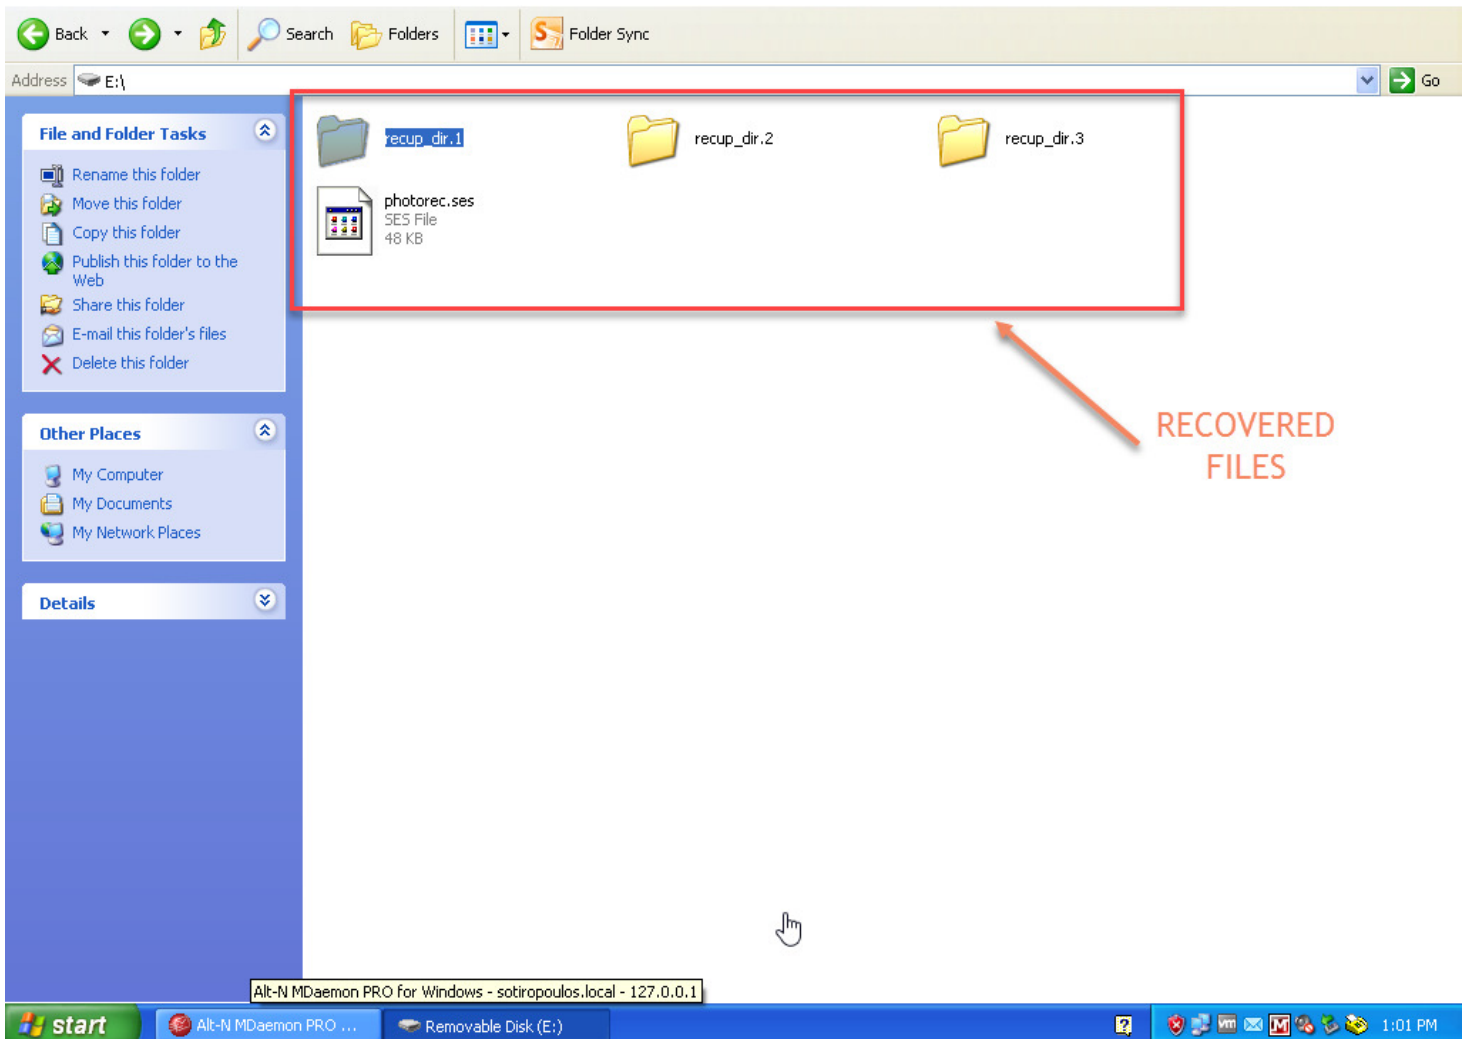 Back
Search
Folders
Folder Sync
Address
E:\
Go
File and Folder Tasks
Rename this folder
Move this folder
Copy this folder
Publish this folder to the
Web
Share this folder
E-mail this folder's files
Delete this folder
Other Places
My Computer
My Documents
My Network Places
Details
recup_dir.1
recup_dir.2
recup_dir.3
photorec.ses
SES File
48 KB
RECOVERED
FILES
Alt-N MDaemon PRO for Windows - sotiropoulos.local - 127.0.0.1
start
Alt-N MDaemon PRO ...
Removable Disk (E:)
1:01 PM